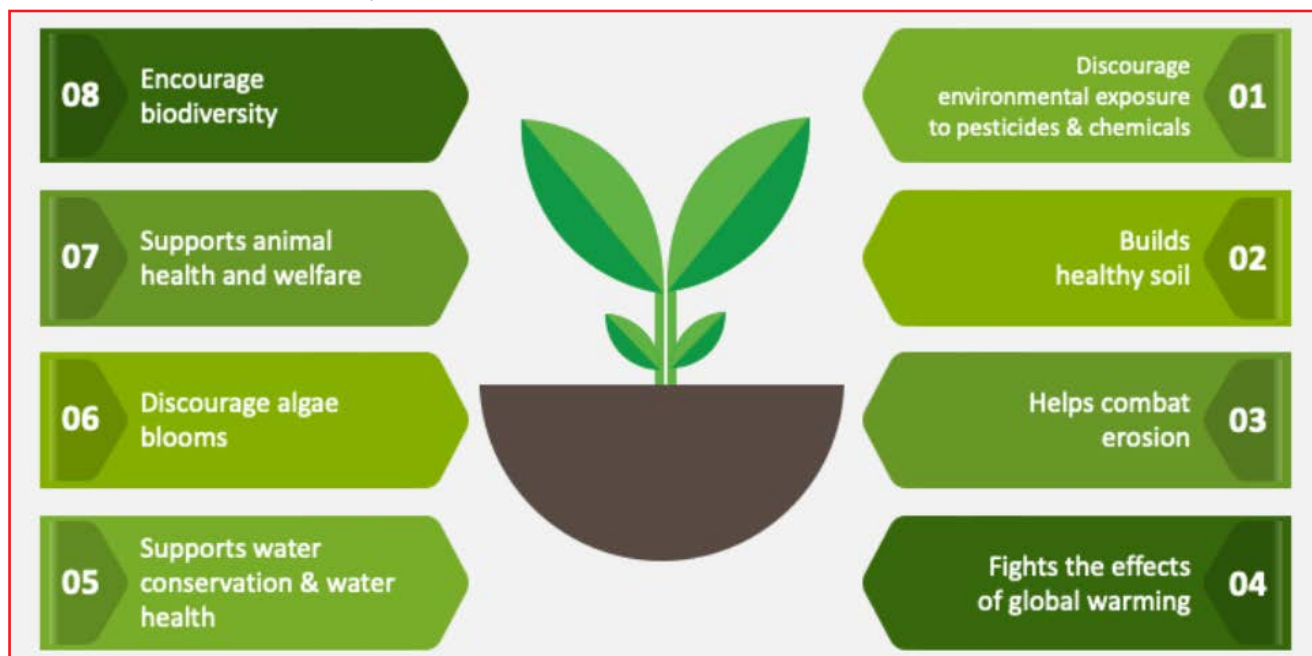 01
Discourage
environmental exposure
to pesticides & chemicals
02
Builds
healthy soil
03
Helps combat
erosion
04
Fights the effects
of global warming
05
Supports water
conservation & water
health
06
Discourage algae
blooms
07
Supports animal
health and welfare
08
Encourage
biodiversity